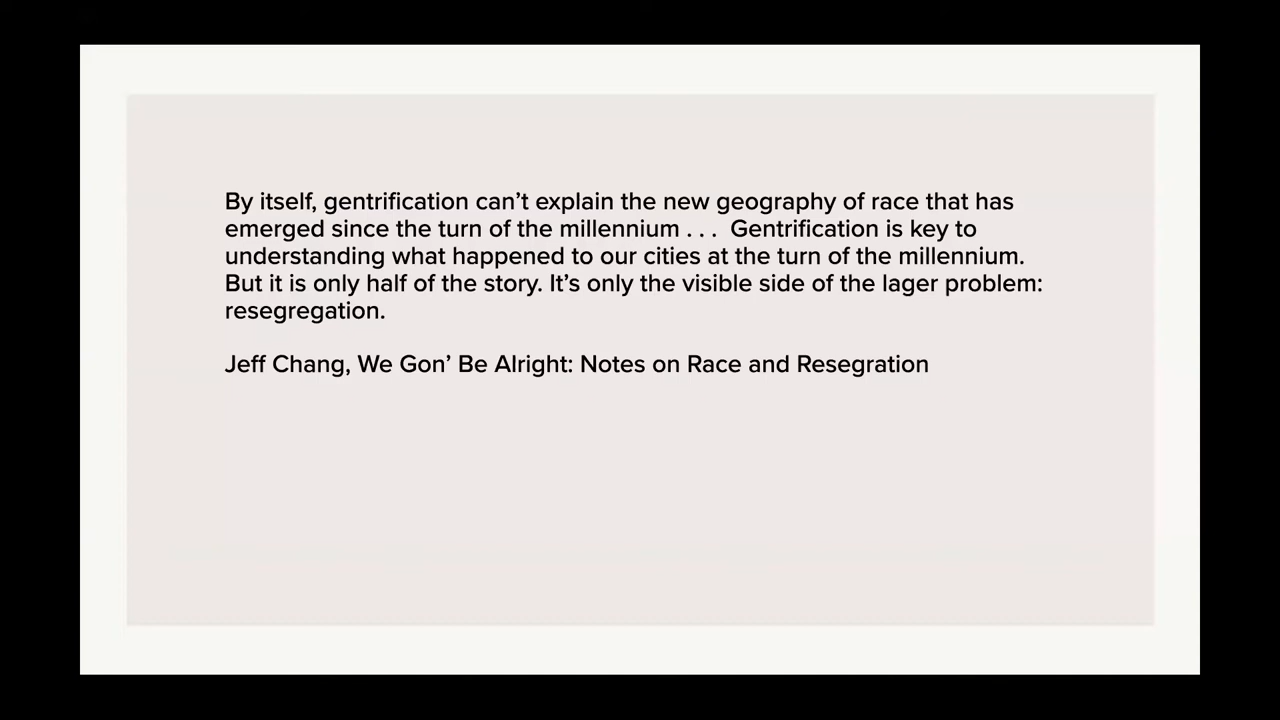 By itself, gentrification can’t explain the new geography of race that has
emerged since the turn of the millennium . . .  Gentrification is key to
understanding what happened to our cities at the turn of the millennium.
But it is only half of the story. It’s only the visible side of the lager problem:
resegregation.
Jeff Chang, We Gon’ Be Alright: Notes on Race and Resegration